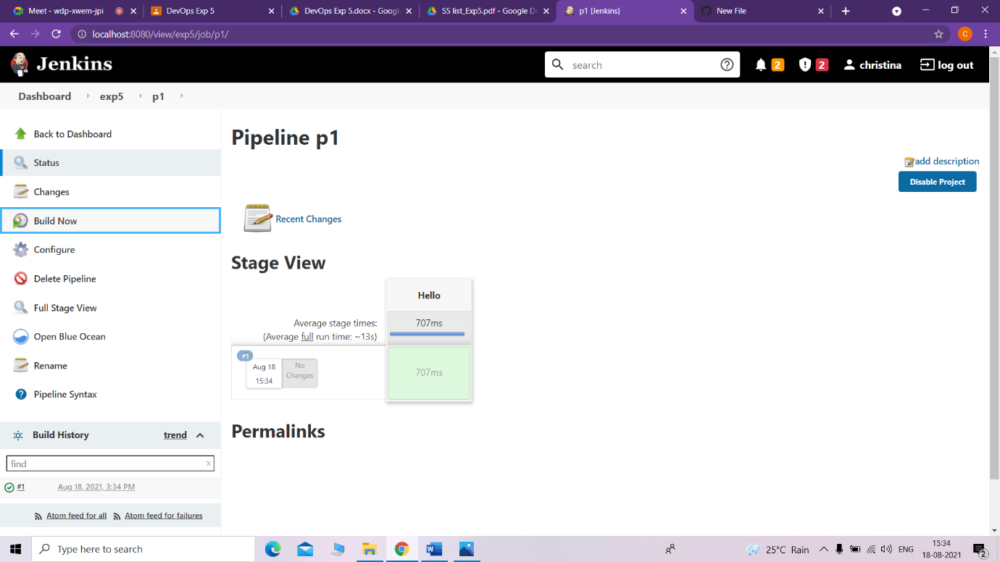 Meet - wdp-xwem-jpi
DevOps Exp 5
DevOps Exp 5.docx - Googl
SS list_Exp5.pdf - Google Dr
p1 [Jenkins]
New File
localhost:8080/view/exp5/job/p1/
C
Jenkins
search
2
2
christina
log out
Dashboard
exp5
p1
Back to Dashboard
Status
Changes
Build Now
Configure
Delete Pipeline
Full Stage View
Open Blue Ocean
Rename
Pipeline Syntax
Build History
trend
find
x
#1
Aug 18, 2021, 3:34 PM
Atom feed for all
Atom feed for failures
Pipeline p1
add description
Disable Project
Recent Changes
Stage View
Hello
Average stage times:
(Average full run time: ~13s)
707ms
#1
Aug 18
15:34
No
Changes
707ms
Permalinks
Type here to search
25°C Rain
ENG
15:34
18-08-2021
2